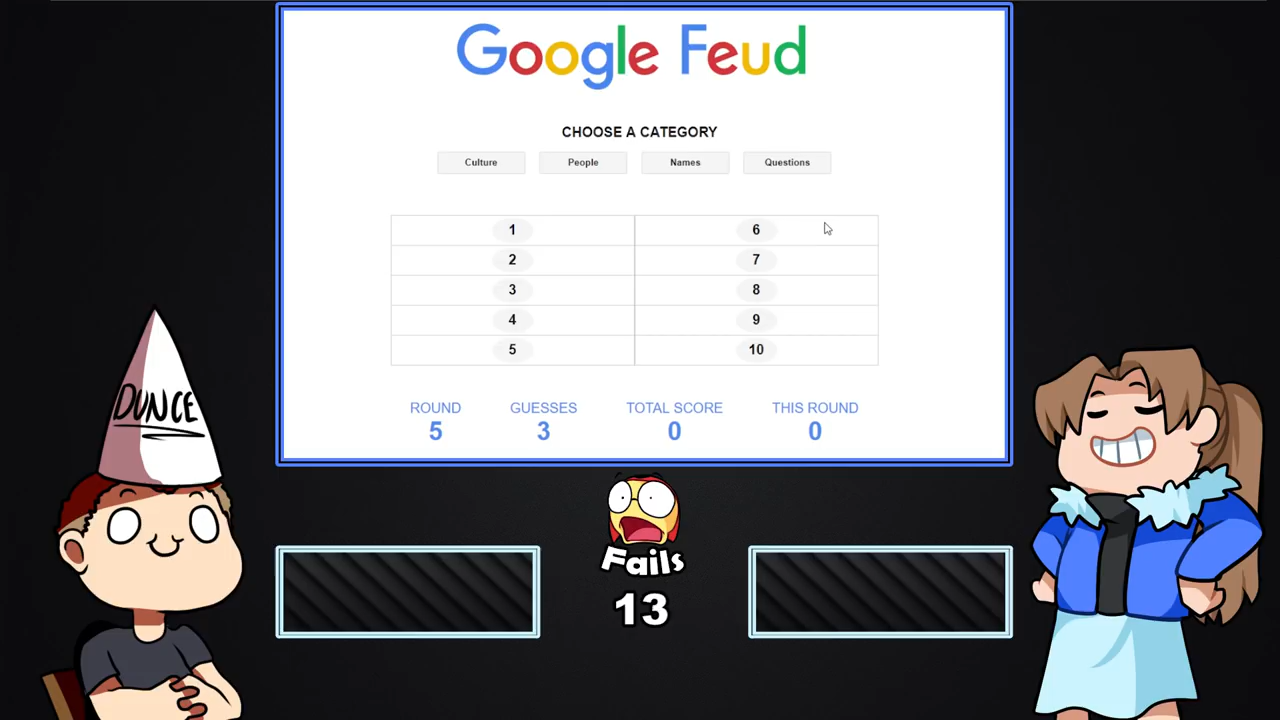 Google Feud
CHOOSE A CATEGORY
Culture People Names Questions
1 6
2 7
3 8
4 9
5 10
ROUND GUESSES TOTAL SCORE THIS ROUND
5 3 0 0
DUNCE
Fails
13